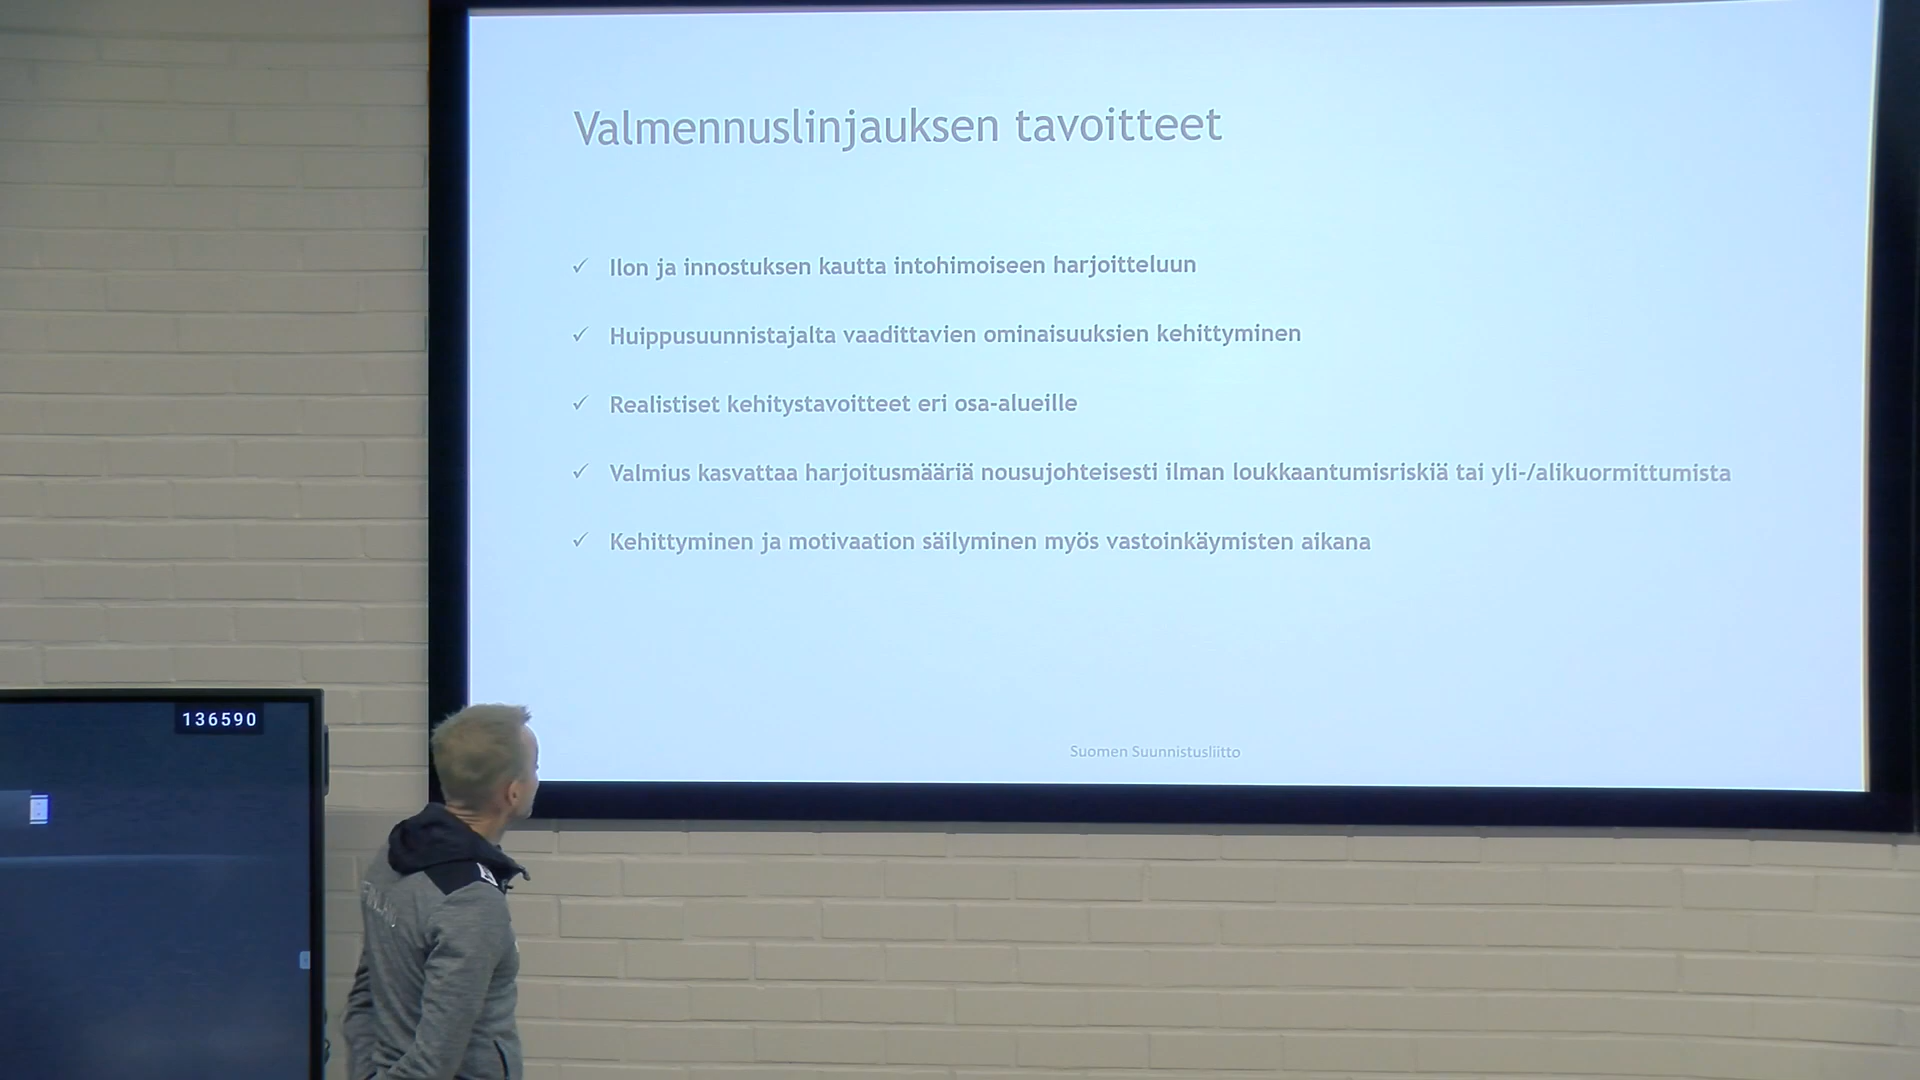 Valmennuslinjauksen tavoitteet
✓ Ilon ja innostuksen kautta intohimoiseen harjoitteluun
✓ Huippusuunnistajalta vaadittavien ominaisuuksien kehittyminen
✓ Realistiset kehitystavoitteet eri osa-alueille
✓ Valmius kasvattaa harjoitusmääriä nousujohteisesti ilman loukkaantumisriskiä tai yli-/alikuormittumista
✓ Kehittyminen ja motivaation säilyminen myös vastoinkäymisten aikana
Suomen Suunnistusliitto
136590